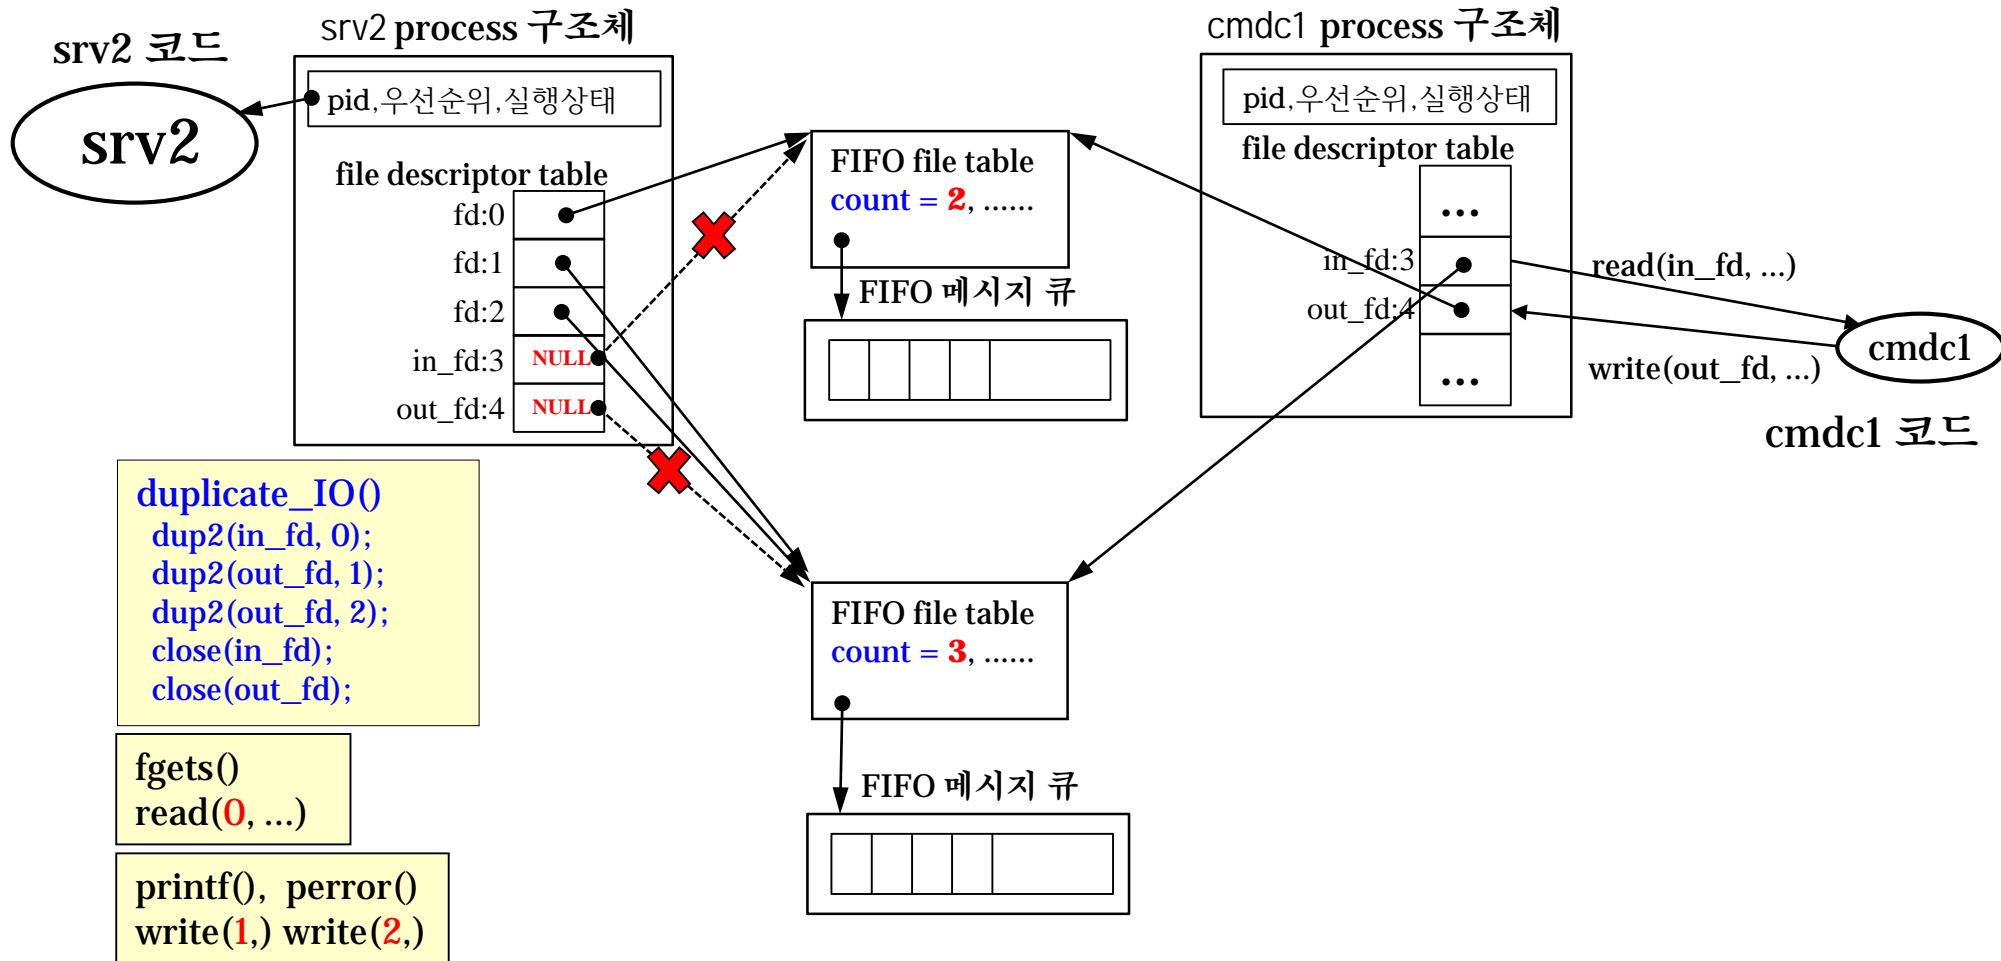 srv2 코드
srv2
srv2 process 구조체
pid,우선순위,실행상태
file descriptor table
fd:0
fd:1
fd:2
in_fd:3
NULL
out_fd:4
NULL
FIFO file table
count = 2, ......
FIFO 메시지 큐
FIFO file table
count = 3, ......
FIFO 메시지 큐
cmdc1 process 구조체
pid,우선순위,실행상태
file descriptor table
...
in_fd:3
out_fd:4
...
read(in_fd, ...)
write(out_fd, ...)
cmdc1
cmdc1 코드
duplicate_IO()
dup2(in_fd, 0);
dup2(out_fd, 1);
dup2(out_fd, 2);
close(in_fd);
close(out_fd);
fgets()
read(0, ...)
printf(), perror()
write(1,) write(2,)